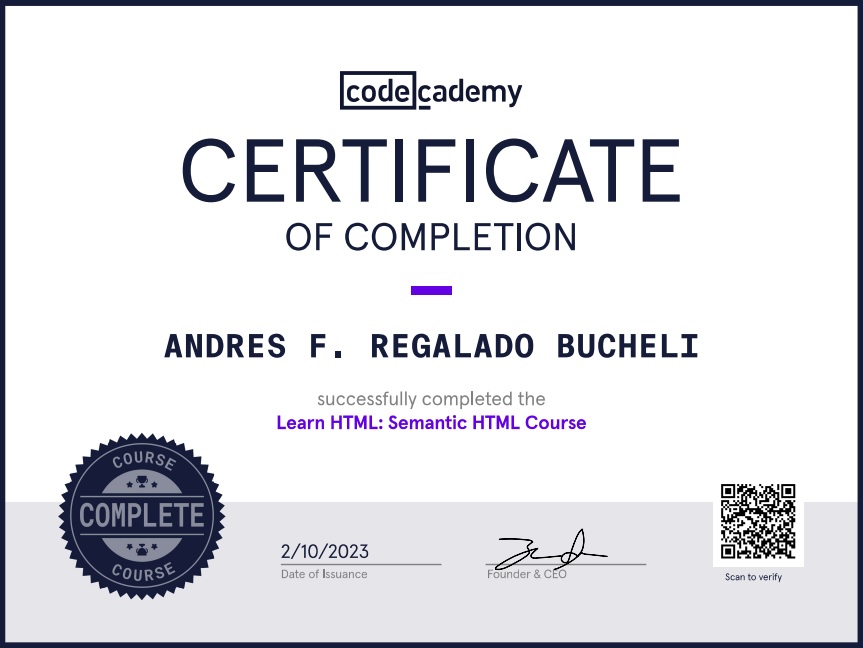 codecademy
CERTIFICATE
OF COMPLETION
ANDRES F. REGALADO BUCHELI
successfully completed the
Learn HTML: Semantic HTML Course
COURSE
COMPLETE
COURSE
2/10/2023
Date of Issuance
Founder & CEO
Scan to verify